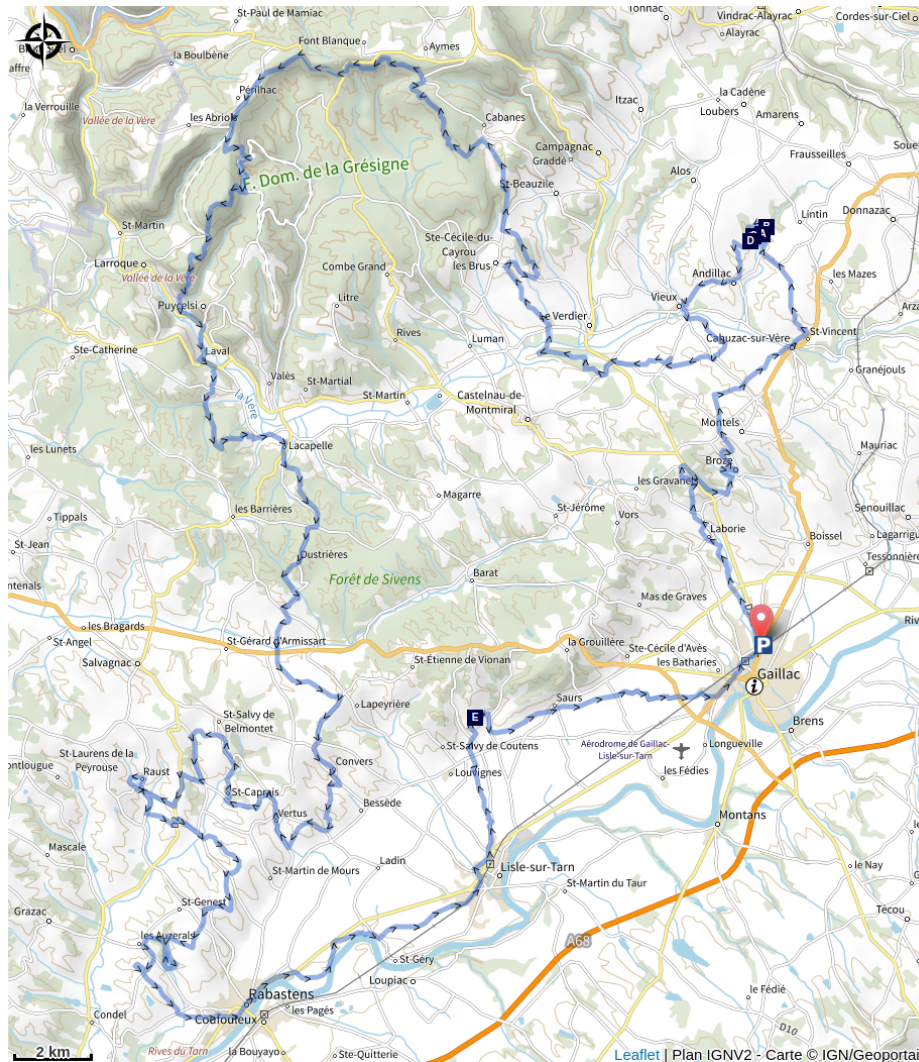 St-Paul de Mamiac
Tonnac
Vindrac-Alayrac
Cordes-sur-Ciel
Alayrac
Font Blanque
Aymes
la Boulbène
la Verrouille
Périlhac
Cabanes
Itzac
la Cadène
Loubers
Amarens
Vallée de la Vère
les Abriols
Campagnac
Graddé
Frausseilles
F. Dom. de la Grésigne
St-Beauzile
Alos
St-Martin
Lintin
Donnazac
D
Ste-Cécile-du-
Cayrou
Larroque
les Brus
Combe Grand
Andillac
les Mazes
Vallée de la Vère
Litre
Vieux
Puycelsi
le Verdier
Cahuzac-sur-Vère
St-Vincent
Rives
Luman
Ste-Catherine
Laval
Valès
St-Martial
Granéjouls
la Vère
St-Martin
Castelnau-de-
Montmiral
Montels
les Lunets
Lacapelle
Mauriac
Broze
les Gravanels
Magarre
Tippals
les Barrières
St-Jérôme
Vors
Senouillac
Laborie
Boissel
St-Jean
Oustrières
Tessonnières
Forêt de Sivens
Barat
Mas de Graves
les Bragards
St-Angel
St-Gérard d'Armissart
la Grouillère
Ste-Cécile d'Avès
Salvagnac
St-Étienne de Vionan
les Batharies
P
Gaillac
i
Saurs
Lapeyrière
E
Brens
St-Salvy de
Belmontet
St-Salvy de Coutens
Aérodrome de Gaillac-
Lisle-sur-Tarn
Longueville
St-Laurens de la
Peyrouse
Raust
Convers
Louvignes
les Fédies
St-Caprais
Vertus
Bessède
Montans
Mascale
Ladin
Lisle-sur-Tarn
le Nay
St-Martin de Mours
St-Martin du Taur
St-Genest
Técou
Grazac
les Auzerals
A68
St-Géry
Loupiac
Rabastens
le Fédié
Condel
Coufouleux
les Pagès
D10
2 km
Rives du Tarn
la Bouyayo
Ste-Quitterie
Leaflet | Plan IGNV2 - Carte © IGN/Geoportail